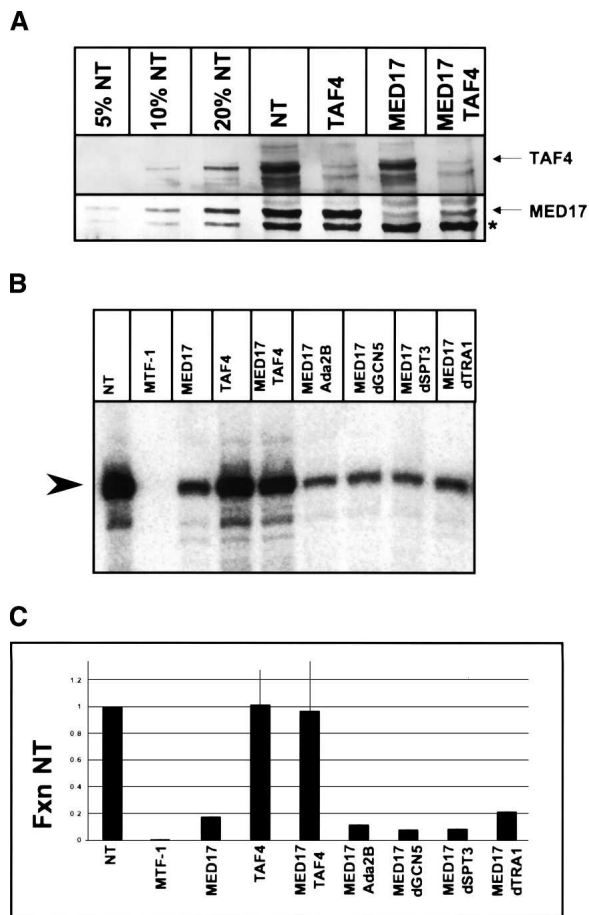 A
5% NT
10% NT
20% NT
NT
TAF4
MED17
MED17
TAF4
TAF4
MED17
*
B
NT
MTF-1
MED17
TAF4
MED17
TAF4
MED17
Ada2B
MED17
dGCN5
MED17
dSPT3
MED17
dTRA1
C
Fxn NT
1.2
1
0.8
0.6
0.4
0.2
0
NT
MTF-1
MED17
TAF4
MED17
TAF4
MED17
Ada2B
MED17
dGCN5
MED17
dSPT3
MED17
dTRA1